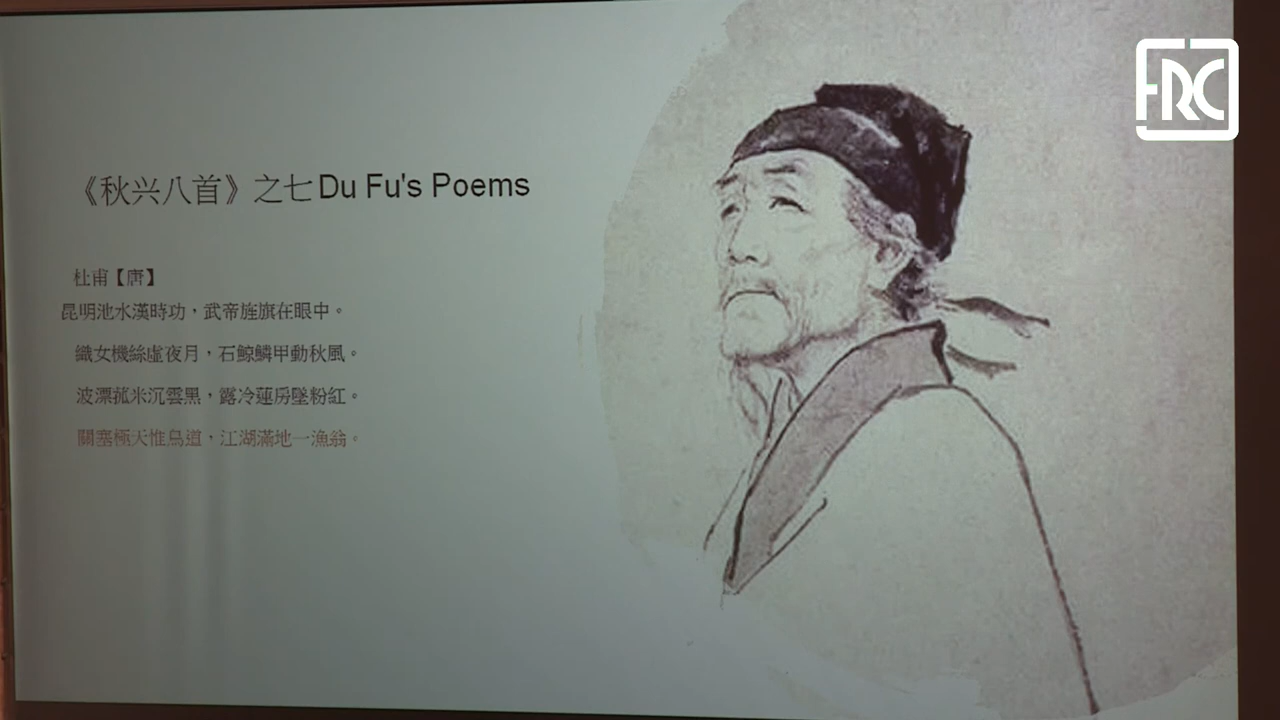 《秋兴八首》之七 Du Fu's Poems
杜甫【唐】
昆明池水漢時功，武帝旌旗在眼中。
織女機絲虛夜月，石鯨鱗甲動秋風。
波漂菰米沉雲黑，露冷蓮房墜粉紅。
關塞極天惟鳥道，江湖滿地一漁翁。
FRC